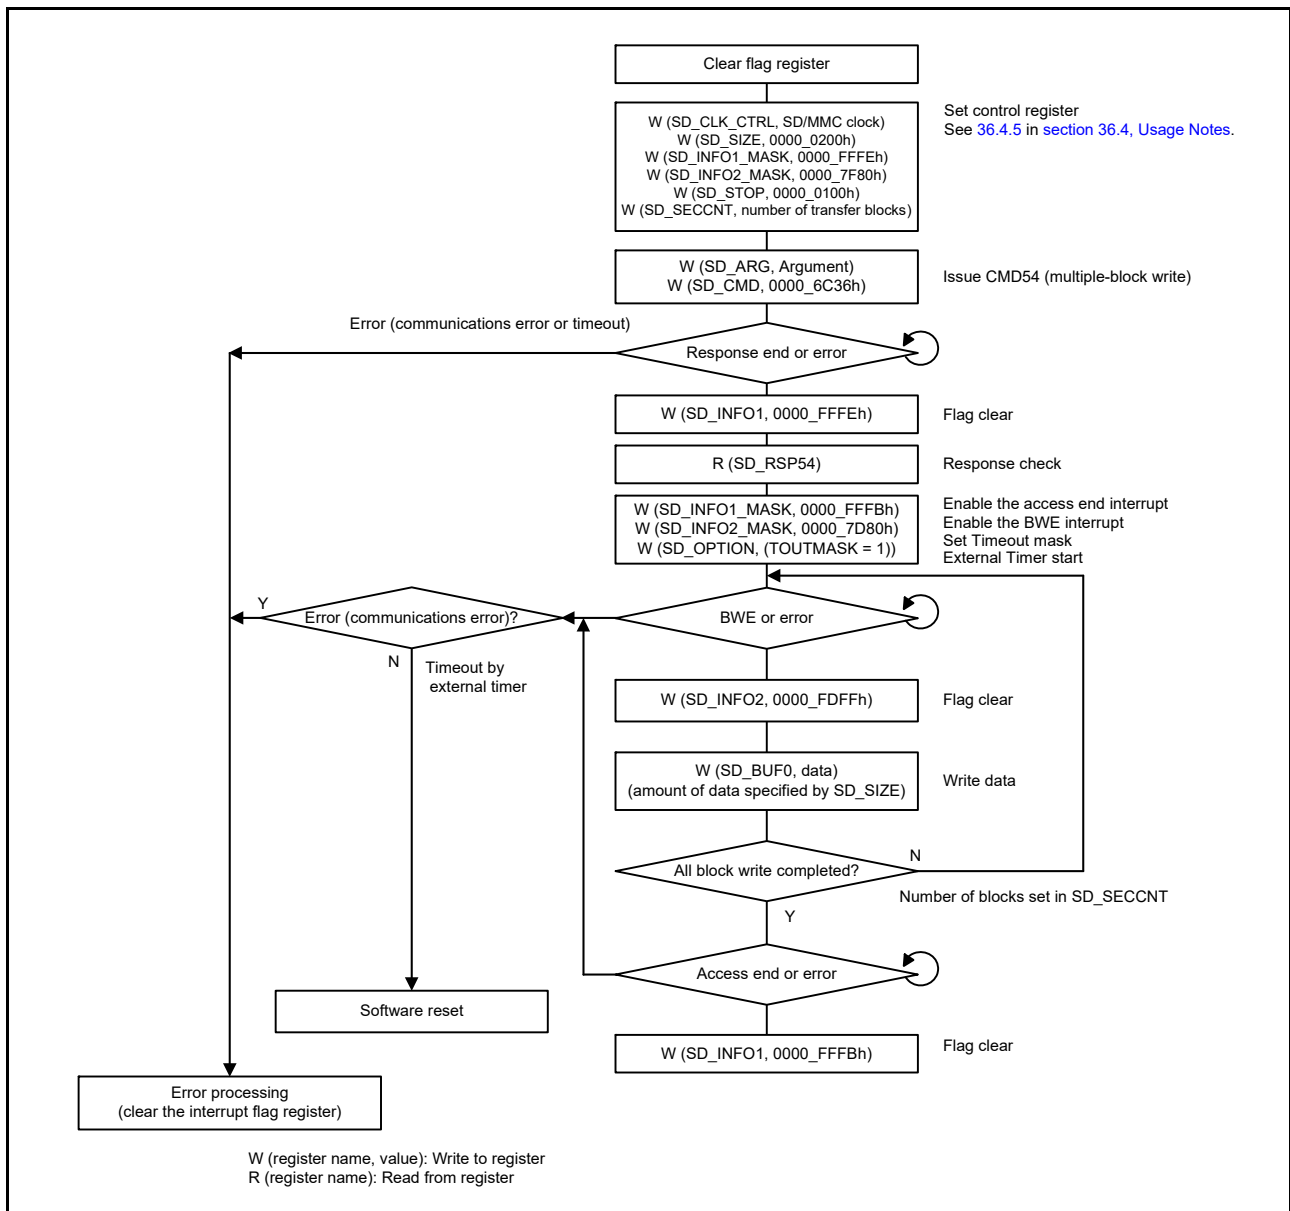 Clear flag register
W (SD_CLK_CTRL, SD/MMC clock)
W (SD_SIZE, 0000_0200h)
W (SD_INFO1_MASK, 0000_FFFEh)
W (SD_INFO2_MASK, 0000_7F80h)
W (SD_STOP, 0000_0100h)
W (SD_SECCNT, number of transfer blocks)
Set control register
See 36.4.5 in section 36.4, Usage Notes.
W (SD_ARG, Argument)
W (SD_CMD, 0000_6C36h)
Issue CMD54 (multiple-block write)
Error (communications error or timeout)
Response end or error
W (SD_INFO1, 0000_FFFEh)
Flag clear
R (SD_RSP54)
Response check
W (SD_INFO1_MASK, 0000_FFFBh)
W (SD_INFO2_MASK, 0000_7D80h)
W (SD_OPTION, (TOUTMASK = 1))
Enable the access end interrupt
Enable the BWE interrupt
Set Timeout mask
External Timer start
Y
Error (communications error)?
BWE or error
N
Timeout by
external timer
W (SD_INFO2, 0000_FDFFh)
Flag clear
W (SD_BUF0, data)
(amount of data specified by SD_SIZE)
Write data
All block write completed?
N
Number of blocks set in SD_SECCNT
Y
Access end or error
Software reset
W (SD_INFO1, 0000_FFFBh)
Flag clear
Error processing
(clear the interrupt flag register)
W (register name, value): Write to register
R (register name): Read from register